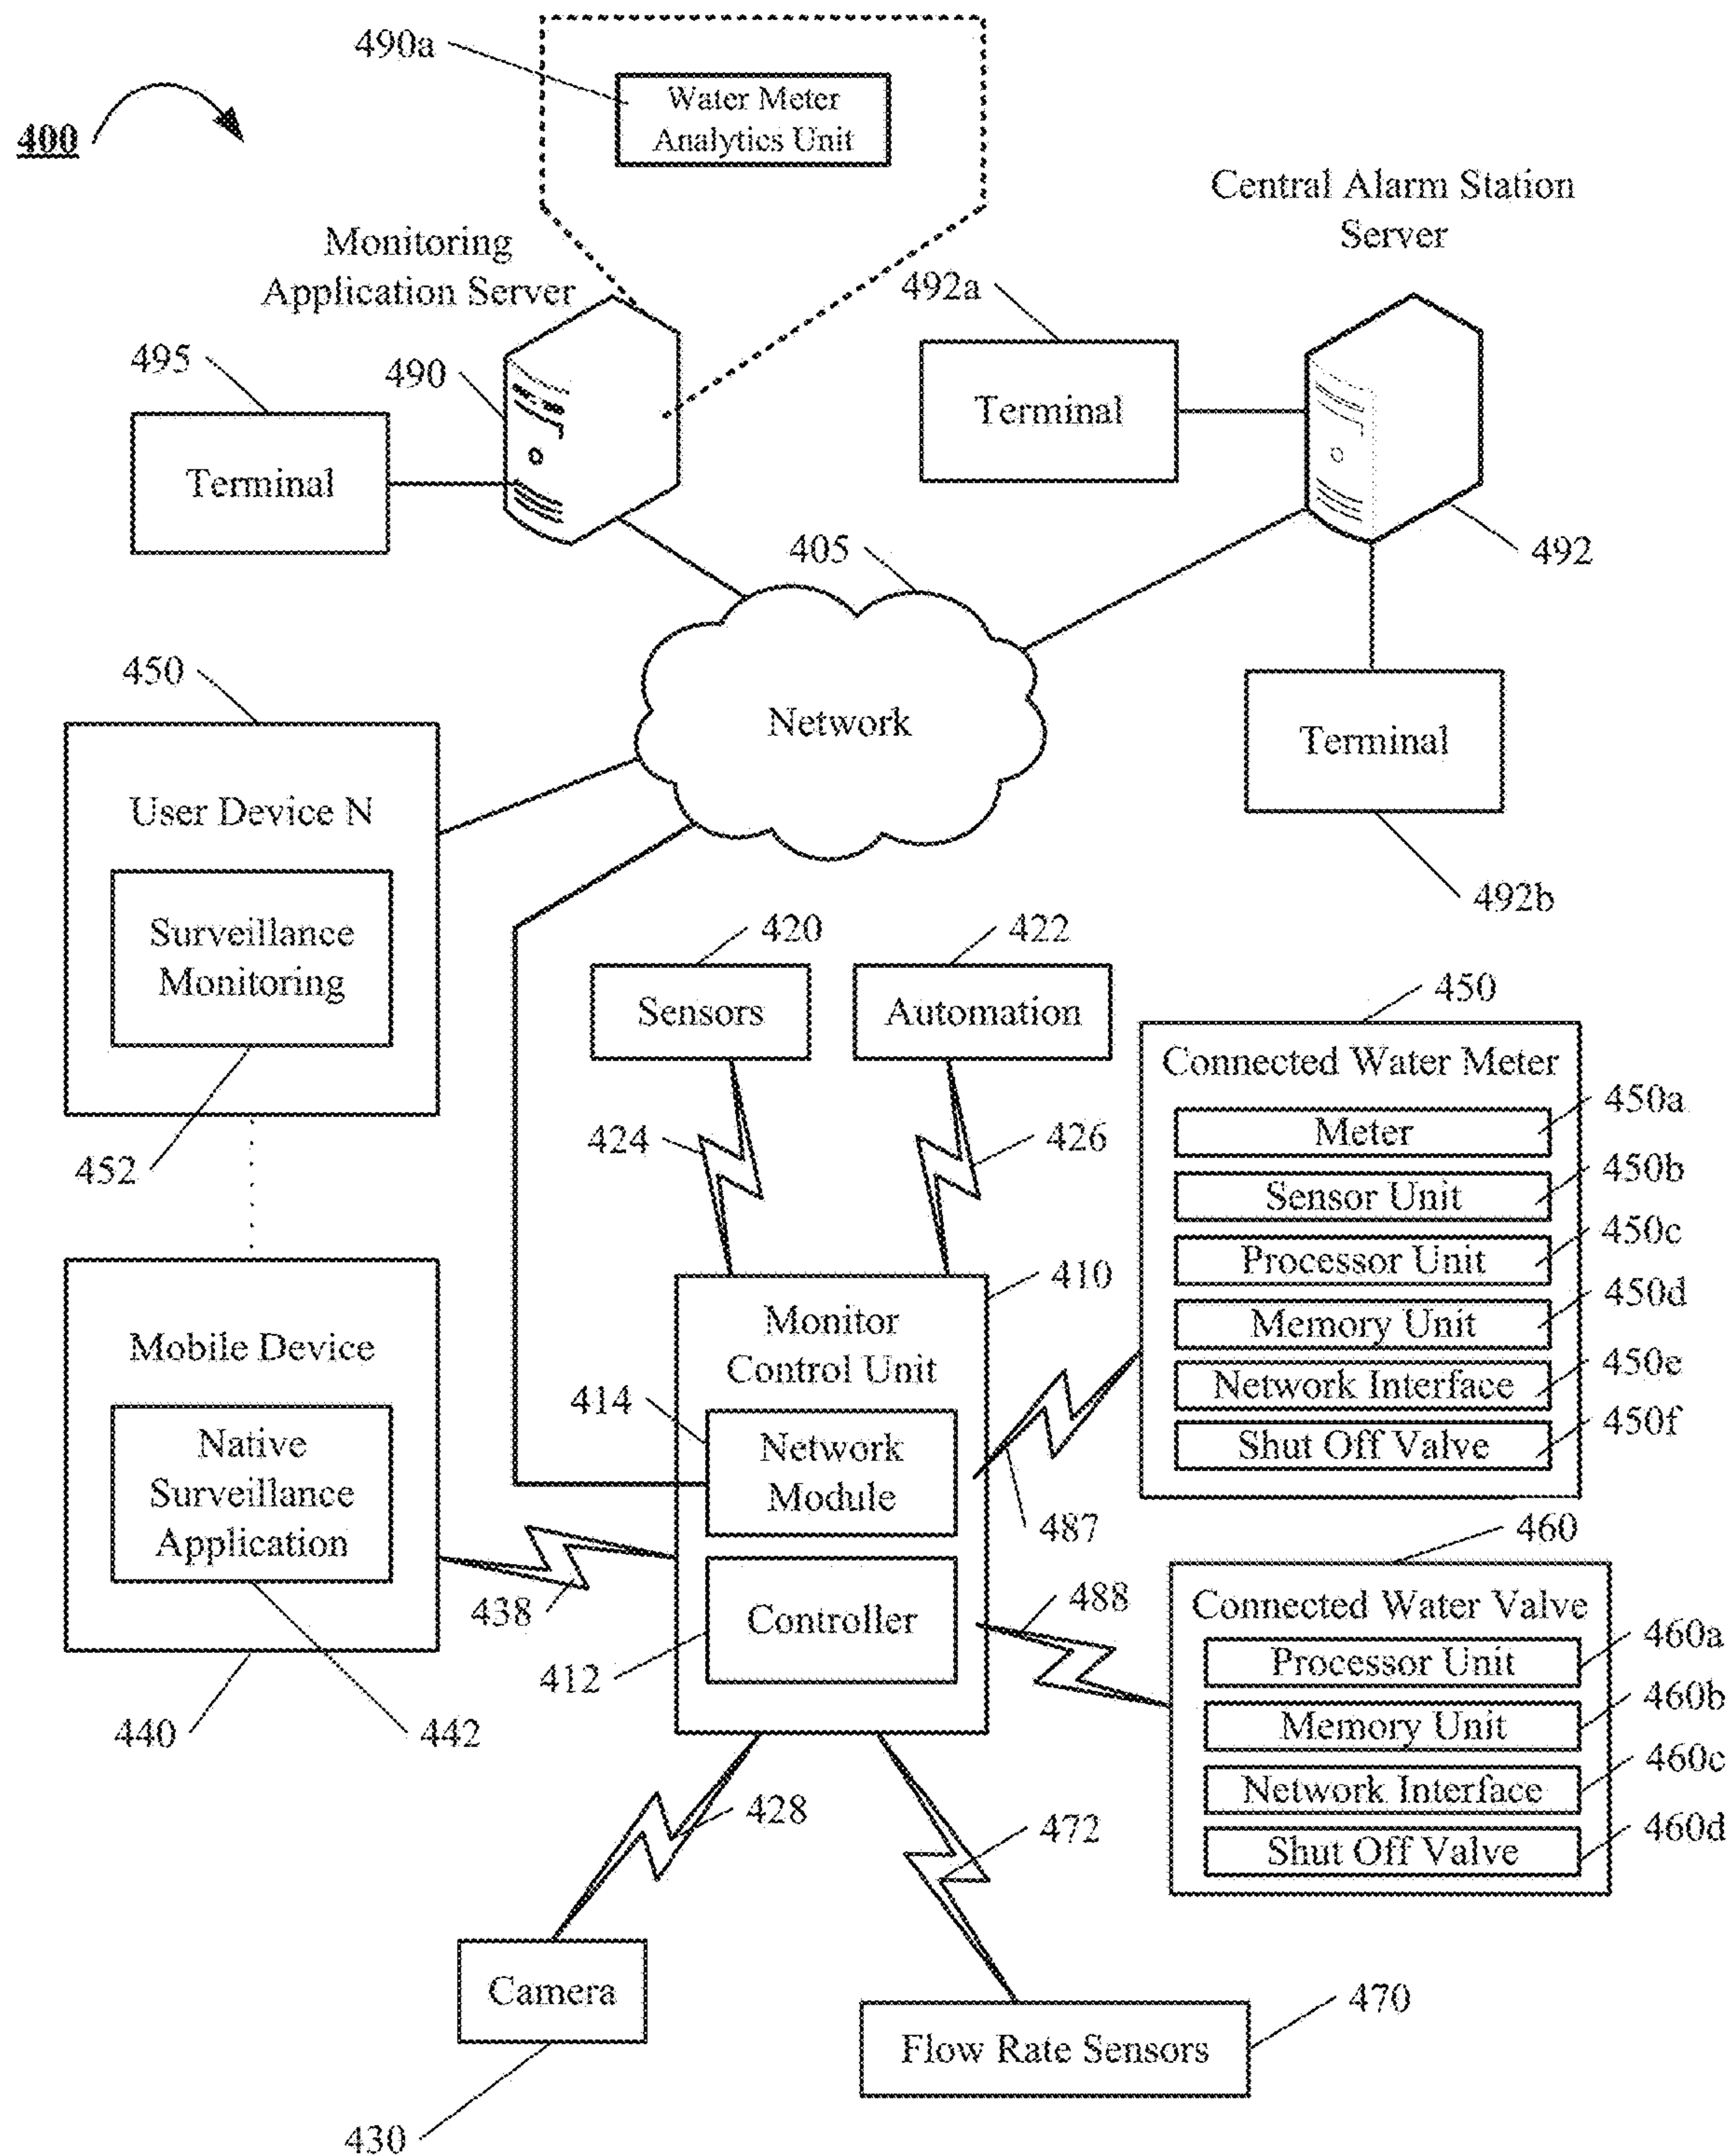 490a
Water Meter
Analytics Unit
400
Central Alarm Station
Server
Monitoring
Application Server
492a
495
490
Terminal
Terminal
405
492
450
Network
Terminal
User Device N
492b
Surveillance
Monitoring
420
422
450
Sensors
Automation
Connected Water Meter
450a
Meter
424
426
452
450b
Sensor Unit
450c
Processor Unit
410
450d
Monitor
Control Unit
Memory Unit
Mobile Device
450e
Network Interface
414
450f
Native
Surveillance
Application
Network
Module
Shut Off Valve
487
460
438
488
Connected Water Valve
Controller
460a
Processor Unit
412
460b
440
442
Memory Unit
460c
Network Interface
428
472
460d
Shut Off Valve
Camera
470
Flow Rate Sensors
430